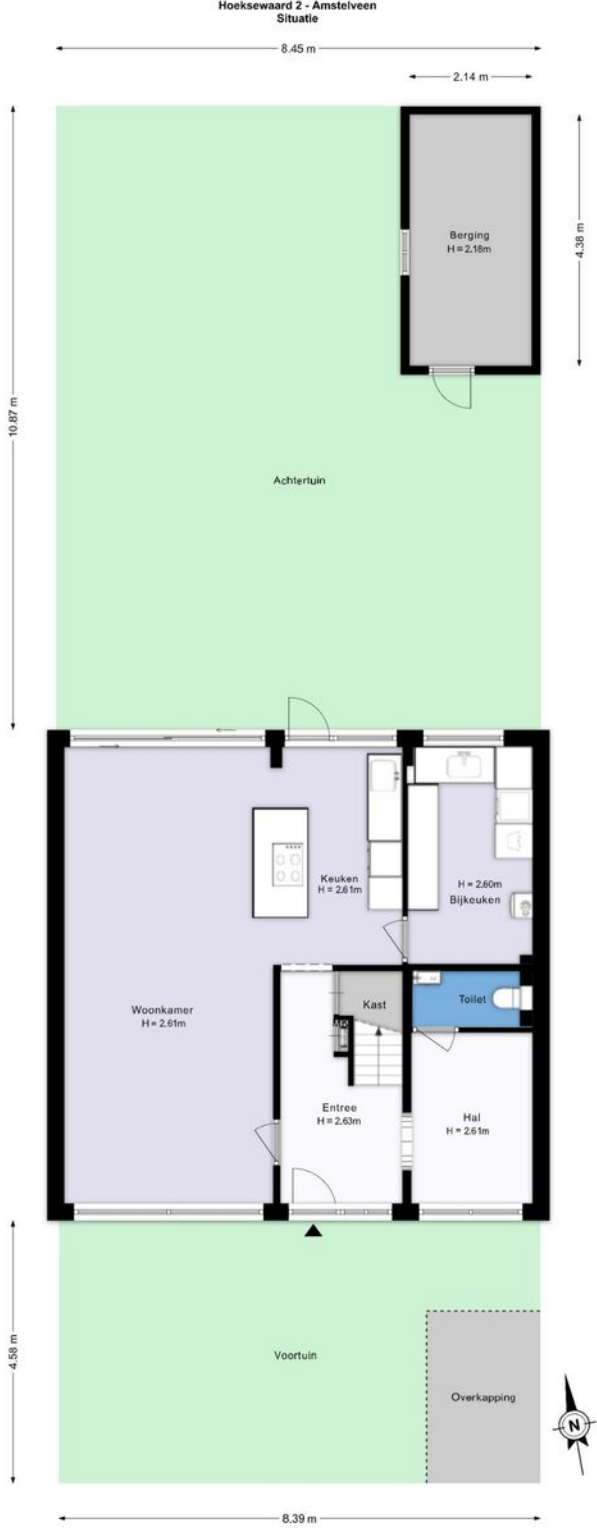 Hoeksewaard 2 - Amstelveen
Situatie
8.45 m
2.14 m
Berging
H = 2.18m
4.38 m
10.87 m
Achtertuin
Keuken
H = 2.61m
H = 2.60m
Bijkeuken
Woonkamer
H = 2.61m
Kast
Toilet
Entree
H = 2.63m
Hal
H = 2.61m
4.58 m
Voortuin
Overkapping
N
8.39 m